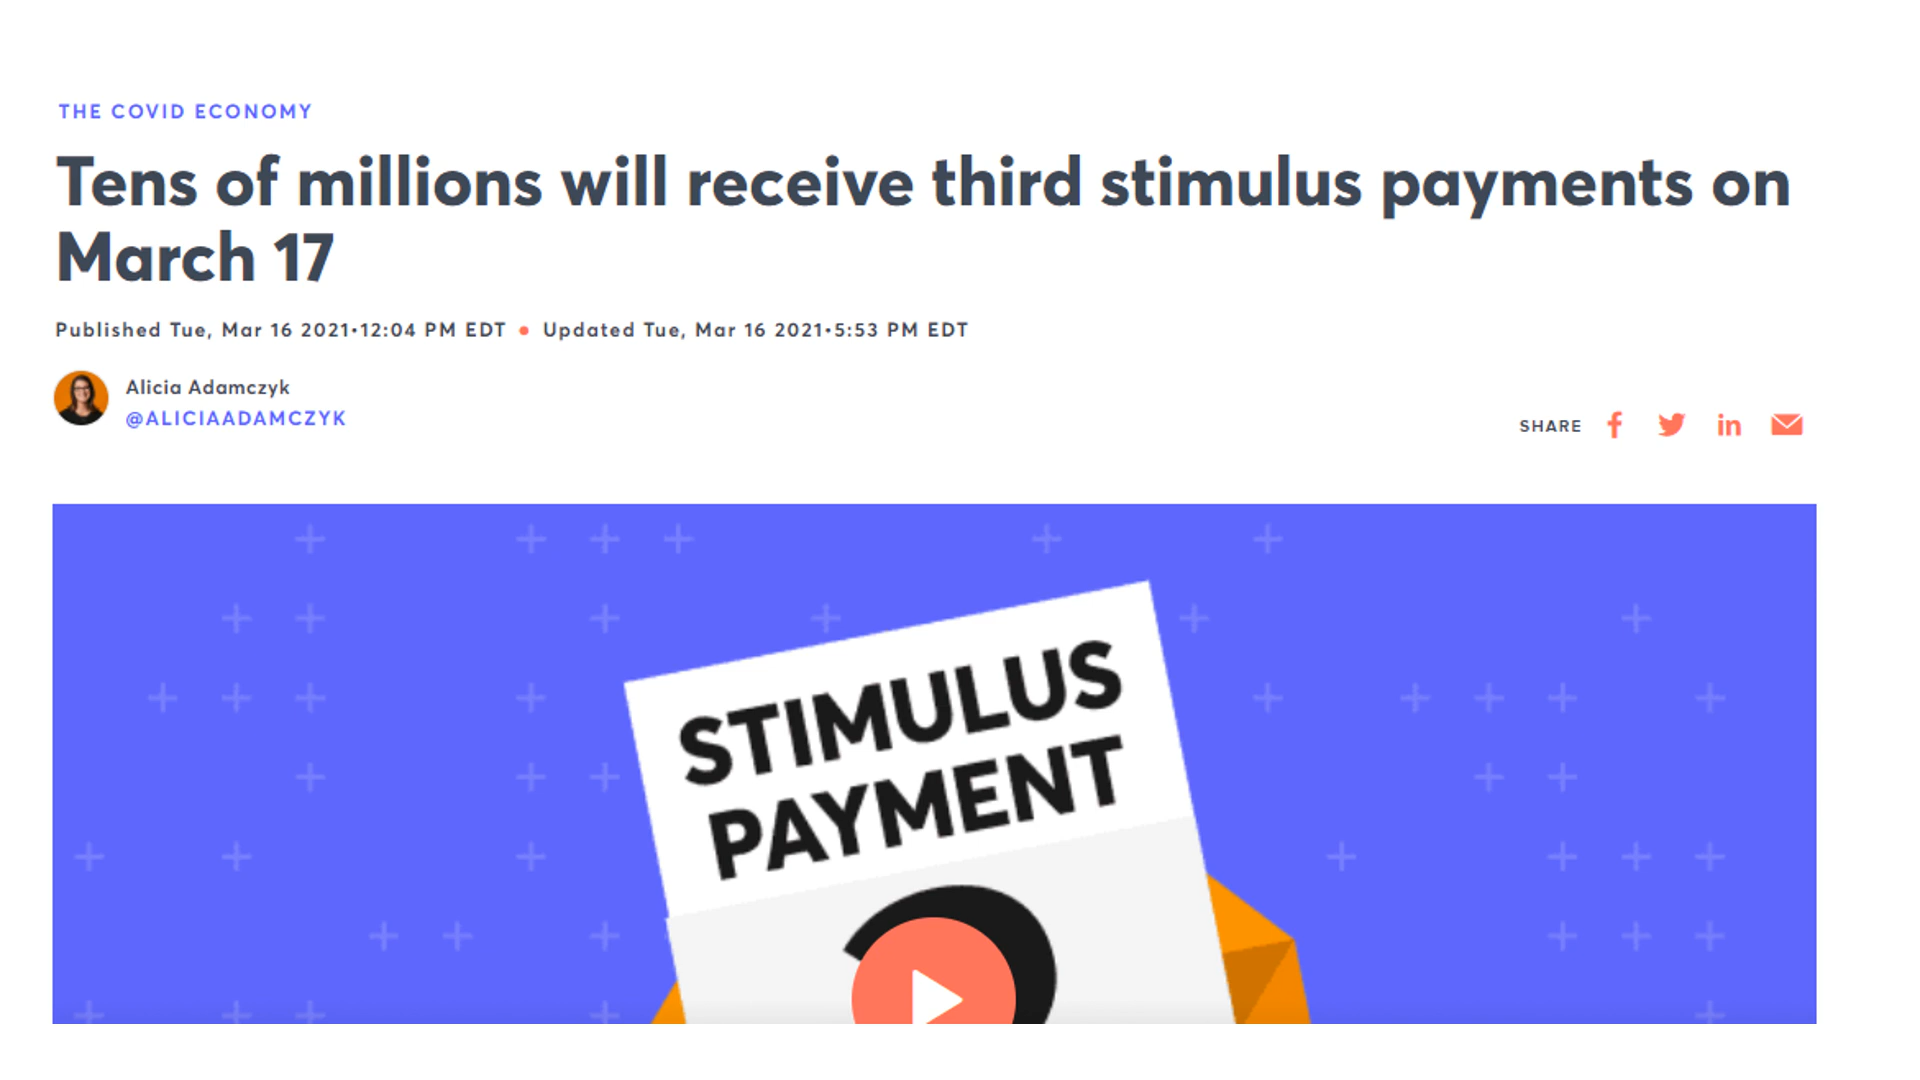 THE COVID ECONOMY
Tens of millions will receive third stimulus payments on
March 17
Published Tue, Mar 16 2021•12:04 PM EDT • Updated Tue, Mar 16 2021•5:53 PM EDT
Alicia Adamczyk
@ALICIAADAMCZYK
SHARE
STIMULUS
PAYMENT